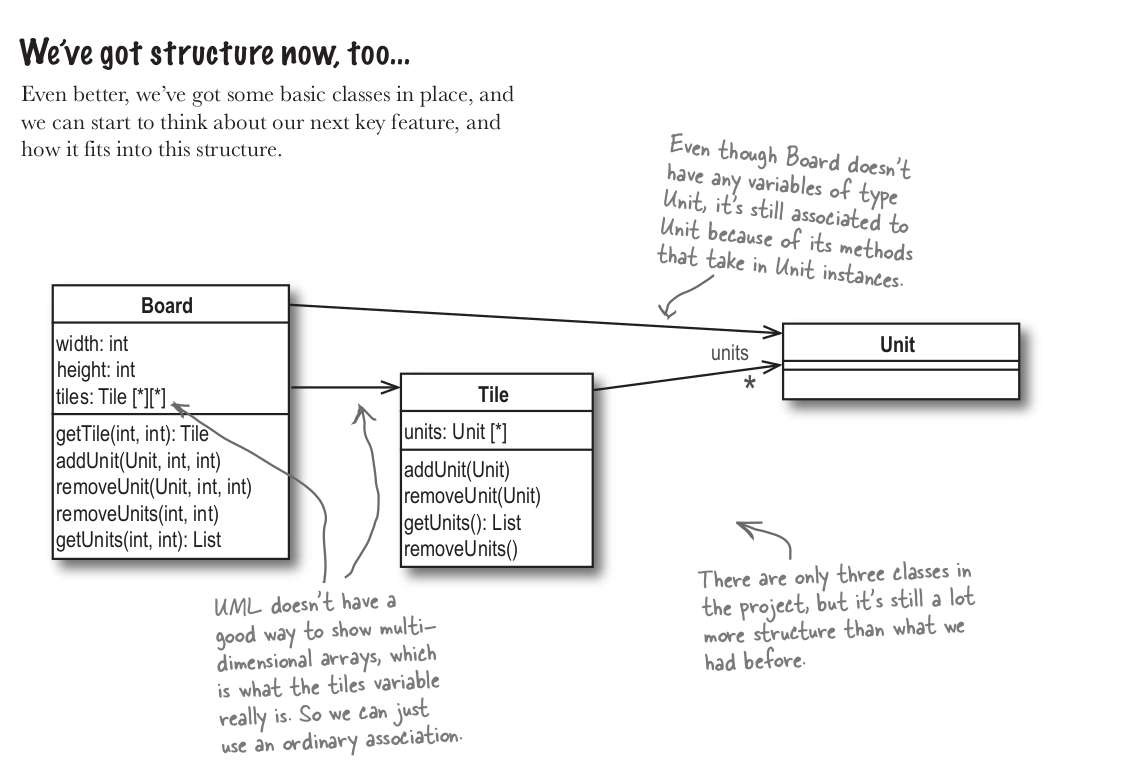 We've got structure now, too...
Even better, we've got some basic classes in place, and
we can start to think about our next key feature, and
how it fits into this structure.
Even though Board doesn't
have any variables of type
Unit, it's still associated to
Unit because of its methods
that take in Unit instances.
Board
width: int
height: int
tiles: Tile [*][*]
getTile(int, int): Tile
addUnit(Unit, int, int)
removeUnit(Unit, int, int)
removeUnits(int, int)
getUnits(int, int): List
Tile
units: Unit [*]
addUnit(Unit)
removeUnit(Unit)
getUnits(): List
removeUnits()
units
*
Unit
UML doesn't have a
good way to show multi-
dimensional arrays, which
is what the tiles variable
really is. So we can just
use an ordinary association.
There are only three classes in
the project, but it's still a lot
more structure than what we
had before.